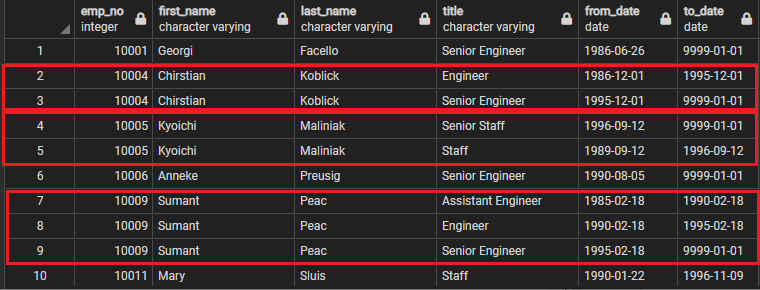 emp_no first_name last_name title from_date to_date
integer character varying character varying character varying date date
1 10001 Georgi Facello Senior Engineer 1986-06-26 9999-01-01
2 10004 Chirstian Koblick Engineer 1986-12-01 1995-12-01
3 10004 Chirstian Koblick Senior Engineer 1995-12-01 9999-01-01
4 10005 Kyoichi Maliniak Senior Staff 1996-09-12 9999-01-01
5 10005 Kyoichi Maliniak Staff 1989-09-12 1996-09-12
6 10006 Anneke Preusig Senior Engineer 1990-08-05 9999-01-01
7 10009 Sumant Peac Assistant Engineer 1985-02-18 1990-02-18
8 10009 Sumant Peac Engineer 1990-02-18 1995-02-18
9 10009 Sumant Peac Senior Engineer 1995-02-18 9999-01-01
10 10011 Mary Sluis Staff 1990-01-22 1996-11-09